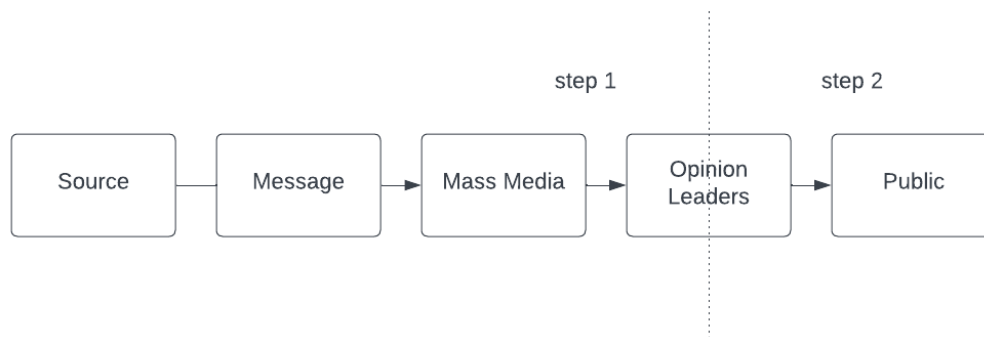 step 1
step 2
Source
Message
Mass Media
Opinion
Leaders
Public